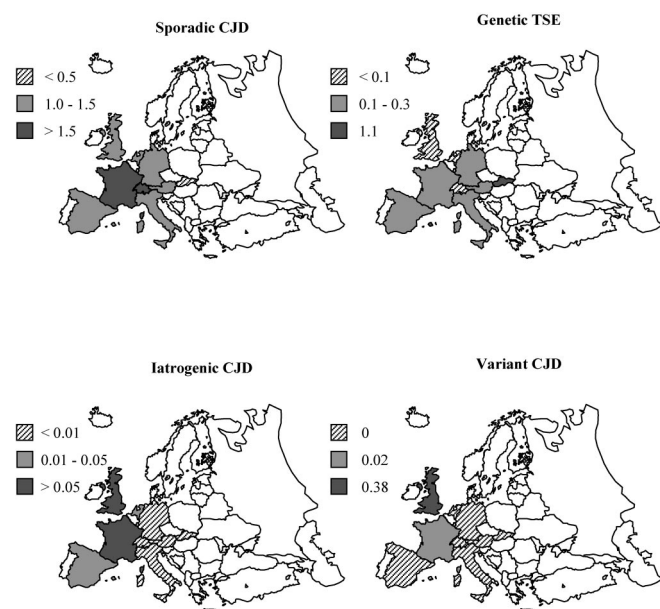 Sporadic CJD
< 0.5
1.0 - 1.5
> 1.5
Genetic TSE
< 0.1
0.1 - 0.3
1.1
Iatrogenic CJD
< 0.01
0.01 - 0.05
> 0.05
Variant CJD
0
0.02
0.38